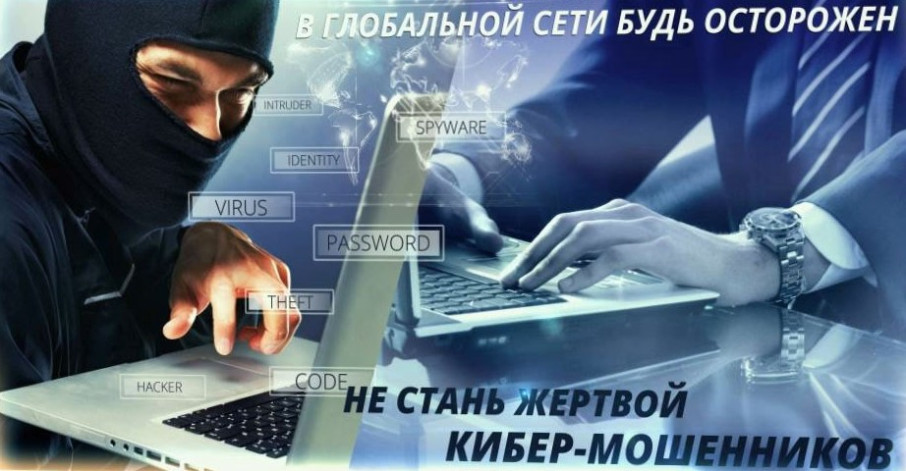 В ГЛОБАЛЬНОЙ СЕТИ БУДЬ ОСТОРОЖЕН
INTRUDER
SPYWARE
IDENTITY
VIRUS
PASSWORD
THEFT
HACKER
CODE
НЕ СТАНЬ ЖЕРТВОЙ
КИБЕР-МОШЕННИКОВ